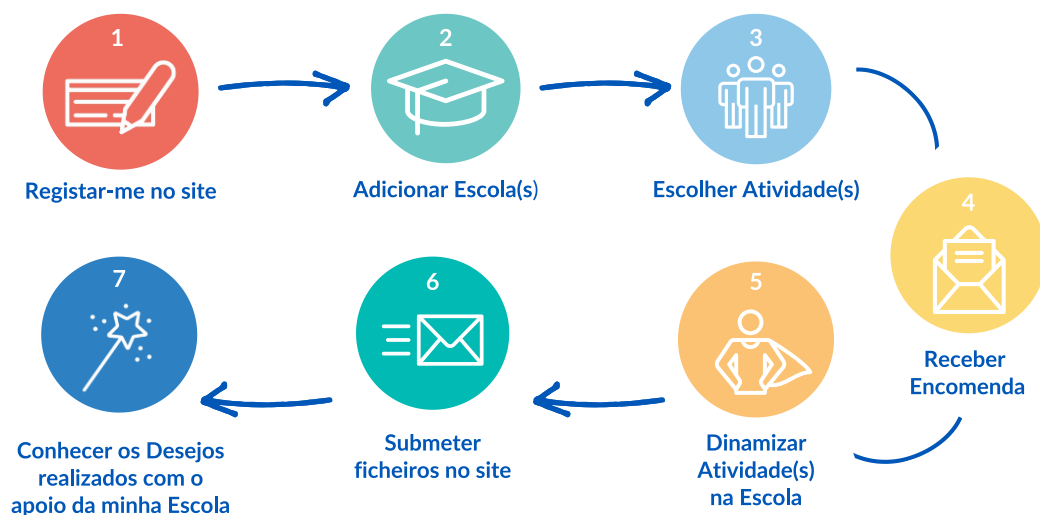 1
Registar-me no site
2
Adicionar Escola(s)
3
Escolher Atividade(s)
4
Receber
Encomenda
5
Dinamizar
Atividade(s)
na Escola
6
Submeter
ficheiros no site
7
Conhecer os Desejos
realizados com o
apoio da minha Escola